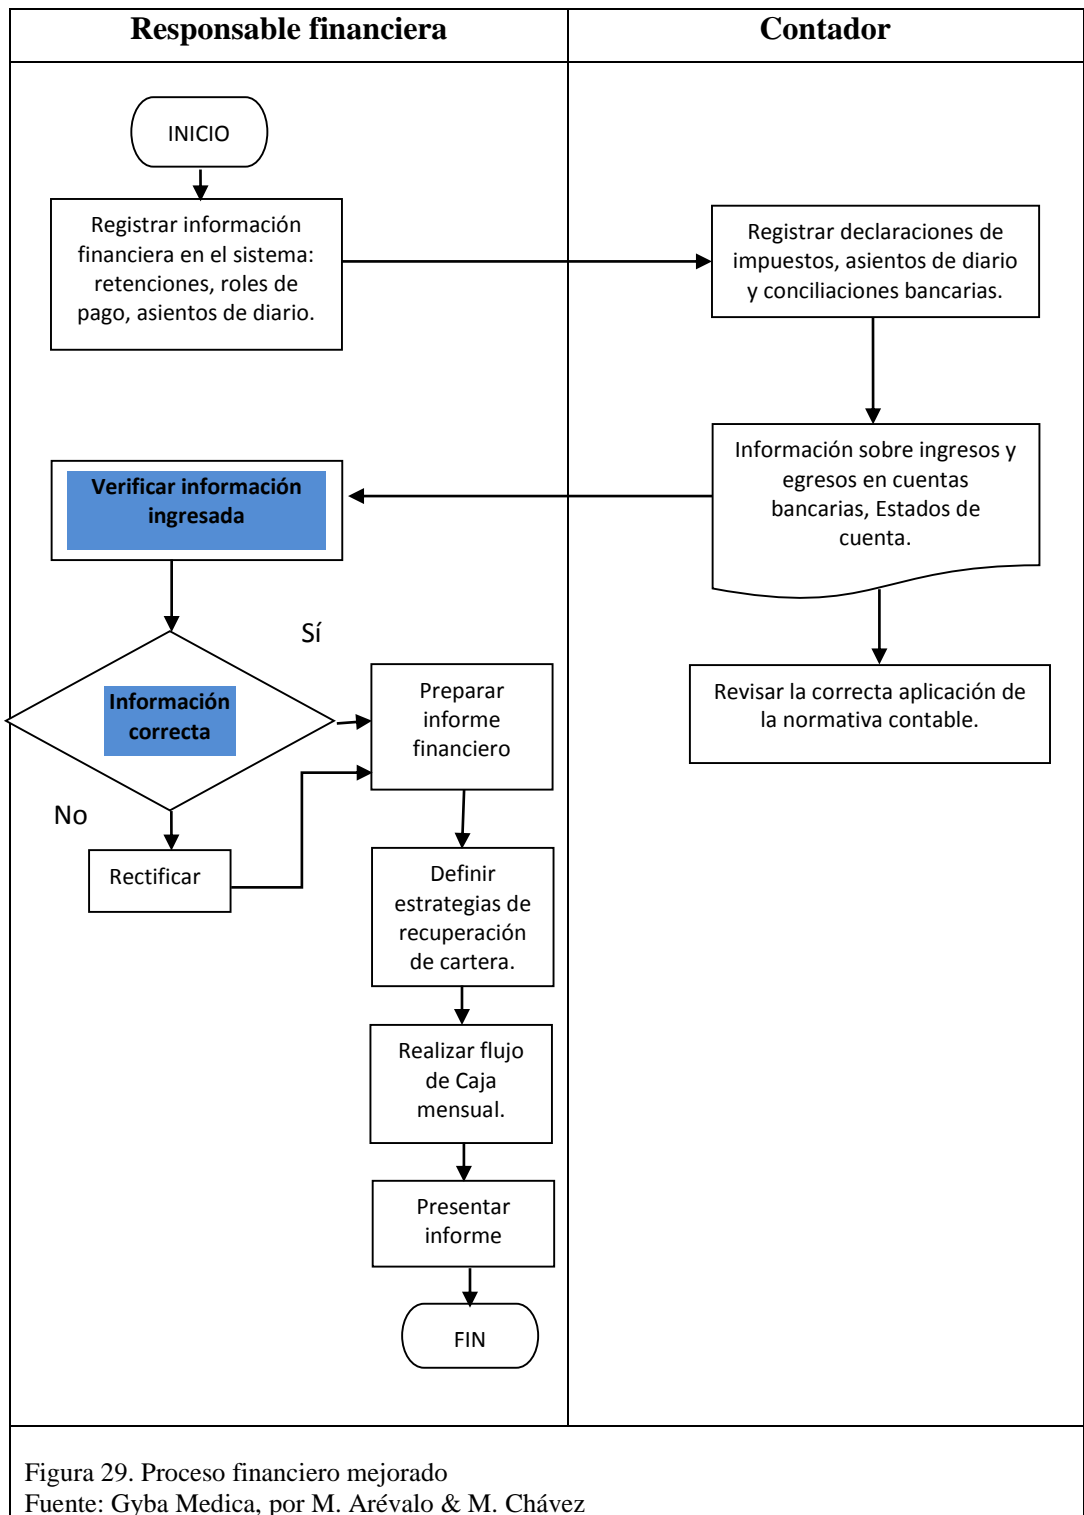 Responsable financiera
Contador
INICIO
Registrar información
financiera en el sistema:
retenciones, roles de
pago, asientos de diario.
Registrar declaraciones de
impuestos, asientos de diario
y conciliaciones bancarias.
Información sobre ingresos y
egresos en cuentas
bancarias, Estados de
cuenta.
Verificar información
ingresada
Sí
Información
correcta
Preparar
informe
financiero
Revisar la correcta aplicación de
la normativa contable.
No
Rectificar
Definir
estrategias de
recuperación
de cartera.
Realizar flujo
de Caja
mensual.
Presentar
informe
FIN
Figura 29. Proceso financiero mejorado
Fuente: Gyba Medica, por M. Arévalo & M. Chávez